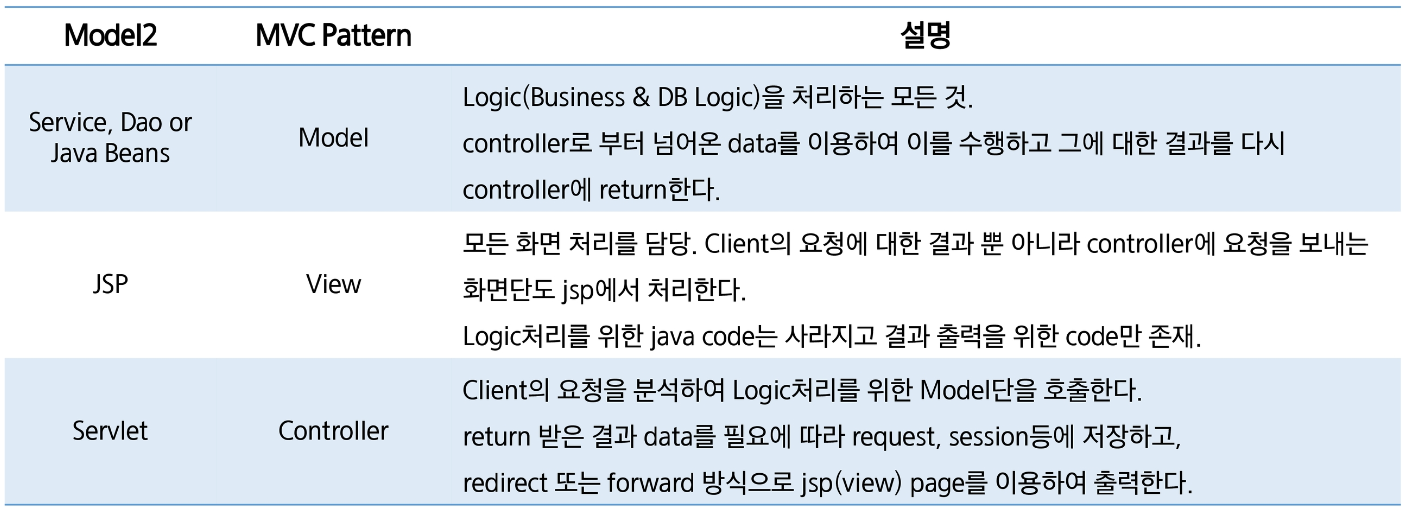 Model2 MVC Pattern 설명
Service, Dao or
Java Beans
Model
Logic(Business & DB Logic)을 처리하는 모든 것.
controller로 부터 넘어온 data를 이용하여 이를 수행하고 그에 대한 결과를 다시
controller에 return한다.
JSP
View
모든 화면 처리를 담당. Client의 요청에 대한 결과 뿐 아니라 controller에 요청을 보내는
화면단도 jsp에서 처리한다.
Logic처리를 위한 java code는 사라지고 결과 출력을 위한 code만 존재.
Servlet
Controller
Client의 요청을 분석하여 Logic처리를 위한 Model단을 호출한다.
return 받은 결과 data를 필요에 따라 request, session등에 저장하고,
redirect 또는 forward 방식으로 jsp(view) page를 이용하여 출력한다.